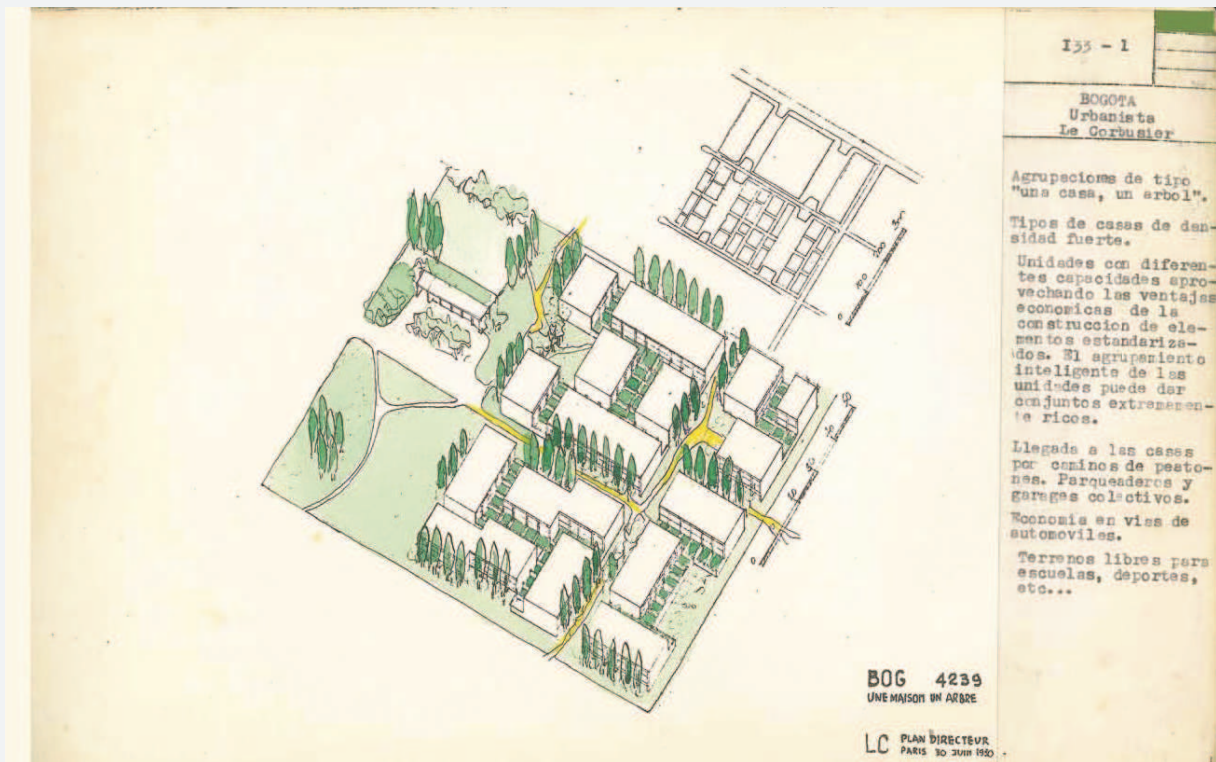 I33 - 1
BOGOTA
Urbanista
Le Corbusier
Agrupaciones de tipo
"una casa, un arbol".
Tipos de casas de den-
sidad fuerte.
Unidades con diferen-
tes capacidades apro-
vechando las ventajas
economicas de la
construccion de ele-
mentos estandariza-
dos. El agrupamiento
inteligente de las
unidades puede dar
conjuntos extremamen-
te ricos.
Llegada a las casas
por caminos de peato-
nes. Parqueaderos y
garages colectivos.
Economia en vias de
automoviles.
Terrenos libres para
escuelas, deportes,
etc...
0 100 200
0
BOG 4239
UNE MAISON UN ARBRE
LC PLAN DIRECTEUR
PARIS 30 JUIN 1950